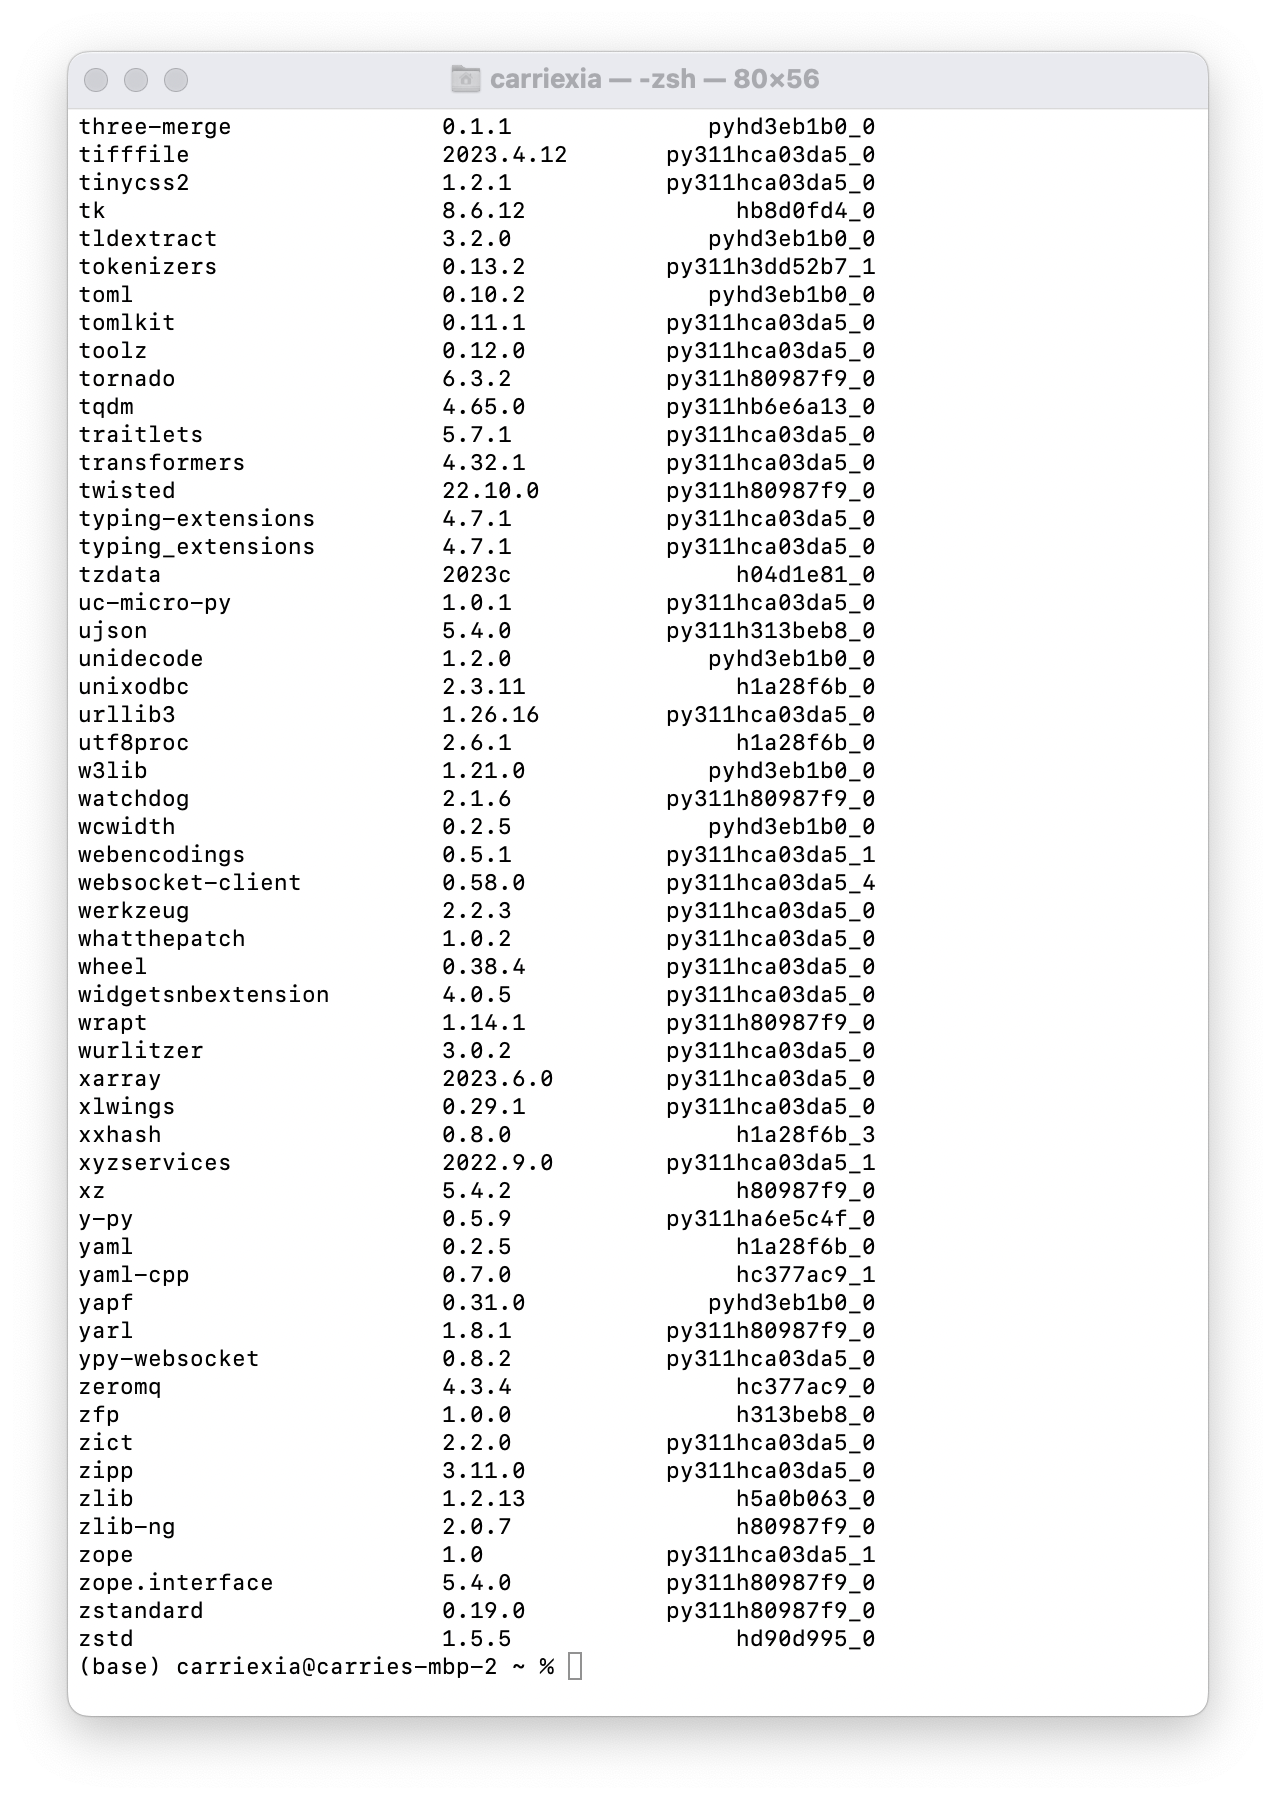 carriexia — -zsh — 80×56
three-merge 0.1.1 pyhd3eb1b0_0
tifffile 2023.4.12 py311hca03da5_0
tinycss2 1.2.1 py311hca03da5_0
tk 8.6.12 hb8d0fd4_0
tldextract 3.2.0 pyhd3eb1b0_0
tokenizers 0.13.2 py311h3dd52b7_1
toml 0.10.2 pyhd3eb1b0_0
tomlkit 0.11.1 py311hca03da5_0
toolz 0.12.0 py311hca03da5_0
tornado 6.3.2 py311h80987f9_0
tqdm 4.65.0 py311hb6e6a13_0
traitlets 5.7.1 py311hca03da5_0
transformers 4.32.1 py311hca03da5_0
twisted 22.10.0 py311h80987f9_0
typing-extensions 4.7.1 py311hca03da5_0
typing_extensions 4.7.1 py311hca03da5_0
tzdata 2023c h04d1e81_0
uc-micro-py 1.0.1 py311hca03da5_0
ujson 5.4.0 py311h313beb8_0
unidecode 1.2.0 pyhd3eb1b0_0
unixodbc 2.3.11 h1a28f6b_0
urllib3 1.26.16 py311hca03da5_0
utf8proc 2.6.1 h1a28f6b_0
w3lib 1.21.0 pyhd3eb1b0_0
watchdog 2.1.6 py311h80987f9_0
wcwidth 0.2.5 pyhd3eb1b0_0
webencodings 0.5.1 py311hca03da5_1
websocket-client 0.58.0 py311hca03da5_4
werkzeug 2.2.3 py311hca03da5_0
whatthepatch 1.0.2 py311hca03da5_0
wheel 0.38.4 py311hca03da5_0
widgetsnbextension 4.0.5 py311hca03da5_0
wrapt 1.14.1 py311h80987f9_0
wurlitzer 3.0.2 py311hca03da5_0
xarray 2023.6.0 py311hca03da5_0
xlwings 0.29.1 py311hca03da5_0
xxhash 0.8.0 h1a28f6b_3
xyzservices 2022.9.0 py311hca03da5_1
xz 5.4.2 h80987f9_0
y-py 0.5.9 py311ha6e5c4f_0
yaml 0.2.5 h1a28f6b_0
yaml-cpp 0.7.0 hc377ac9_1
yapf 0.31.0 pyhd3eb1b0_0
yarl 1.8.1 py311h80987f9_0
ypy-websocket 0.8.2 py311hca03da5_0
zeromq 4.3.4 hc377ac9_0
zfp 1.0.0 h313beb8_0
zict 2.2.0 py311hca03da5_0
zipp 3.11.0 py311hca03da5_0
zlib 1.2.13 h5a0b063_0
zlib-ng 2.0.7 h80987f9_0
zope 1.0 py311hca03da5_1
zope.interface 5.4.0 py311h80987f9_0
zstandard 0.19.0 py311h80987f9_0
zstd 1.5.5 hd90d995_0
(base) carriexia@carries-mbp-2 ~ %